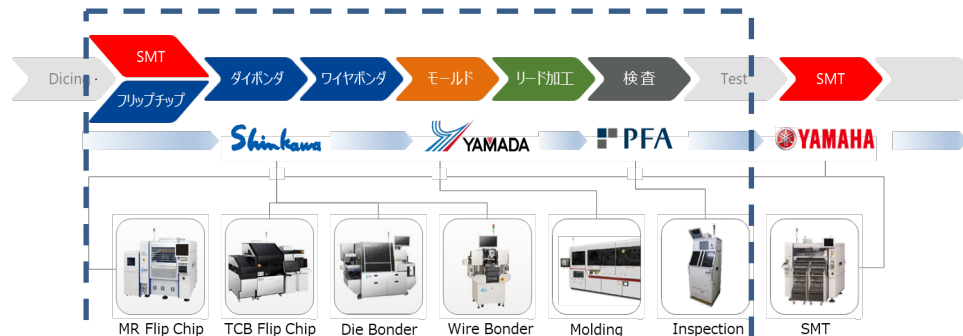 SMT
Dicing
フリップチップ
ダイボンダ
ワイヤボンダ
モールド
リード加工
検査
Test
SMT
Shinkawa
YAMADA
PFA
YAMAHA
MR Flip Chip
TCB Flip Chip
Die Bonder
Wire Bonder
Molding
Inspection
SMT